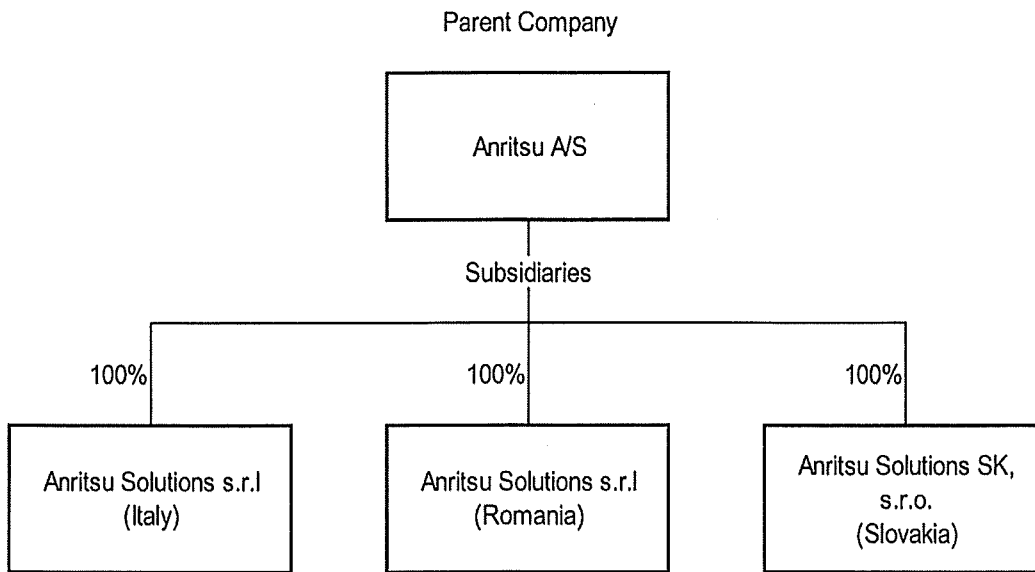 Parent Company
Anritsu A/S
Subsidiaries
100%
100%
100%
Anritsu Solutions s.r.l
(Italy)
Anritsu Solutions s.r.l
(Romania)
Anritsu Solutions SK,
s.r.o.
(Slovakia)